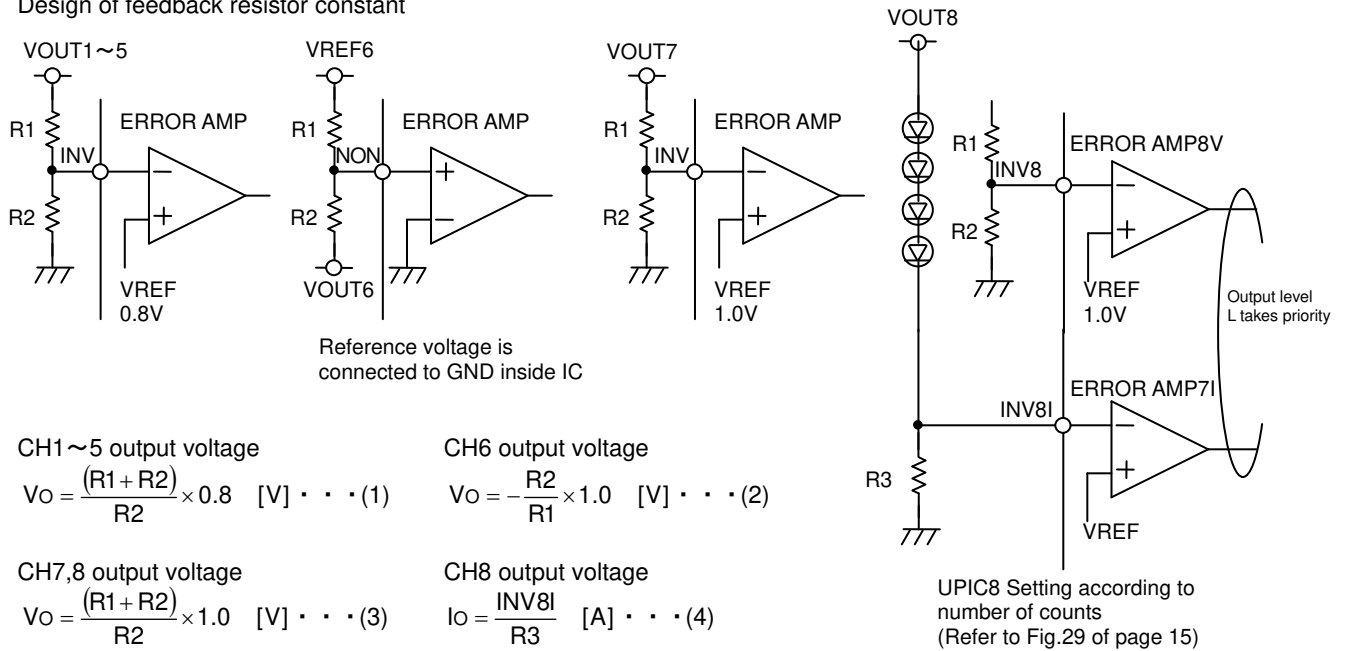 Design of feedback resistor constant
VOUT1～5
R1
INV
R2
ERROR AMP
VREF
0.8V
VREF6
R1
NON
R2
VOUT6
ERROR AMP
Reference voltage is
connected to GND inside IC
VOUT7
R1
INV
R2
ERROR AMP
VREF
1.0V
VOUT8
R1
INV8
R2
ERROR AMP8V
VREF
1.0V
Output level
L takes priority
INV8I
ERROR AMP7I
R3
VREF
UPIC8 Setting according to
number of counts
(Refer to Fig.29 of page 15)
CH1～5 output voltage
VO = (R1+R2) / R2 × 0.8 [V]・・・(1)
CH6 output voltage
VO = − R2 / R1 × 1.0 [V]・・・(2)
CH7,8 output voltage
VO = (R1+R2) / R2 × 1.0 [V]・・・(3)
CH8 output voltage
IO = INV8I / R3 [A]・・・(4)